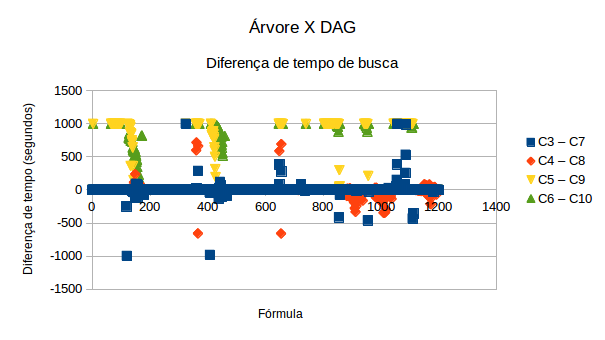 Árvore X DAG
Diferença de tempo de busca
Diferença de tempo (segundos)
1500
1000
500
0
-500
-1000
-1500
0 200 400 600 800 1000 1200 1400
Fórmula
C3 – C7
C4 – C8
C5 – C9
C6 – C10